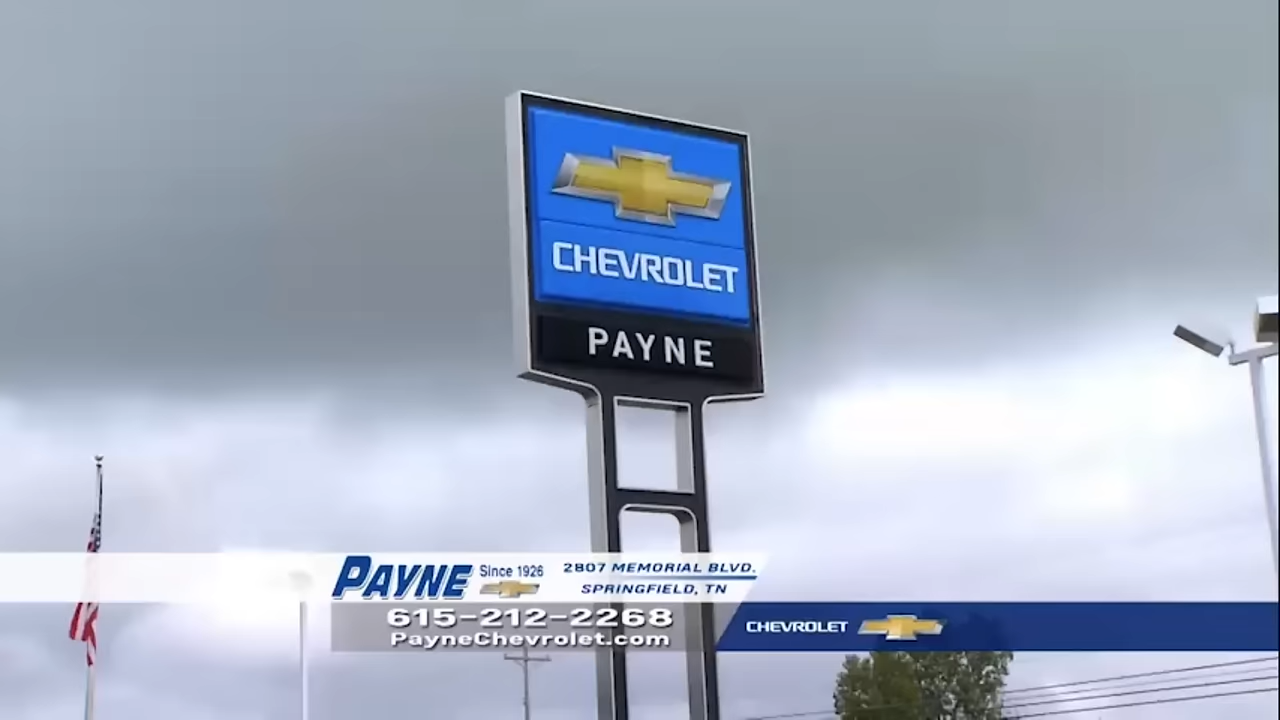 CHEVROLET
PAYNE
PAYNE Since 1926
2807 MEMORIAL BLVD.
SPRINGFIELD, TN
615-212-2268
PayneChevrolet.com
CHEVROLET